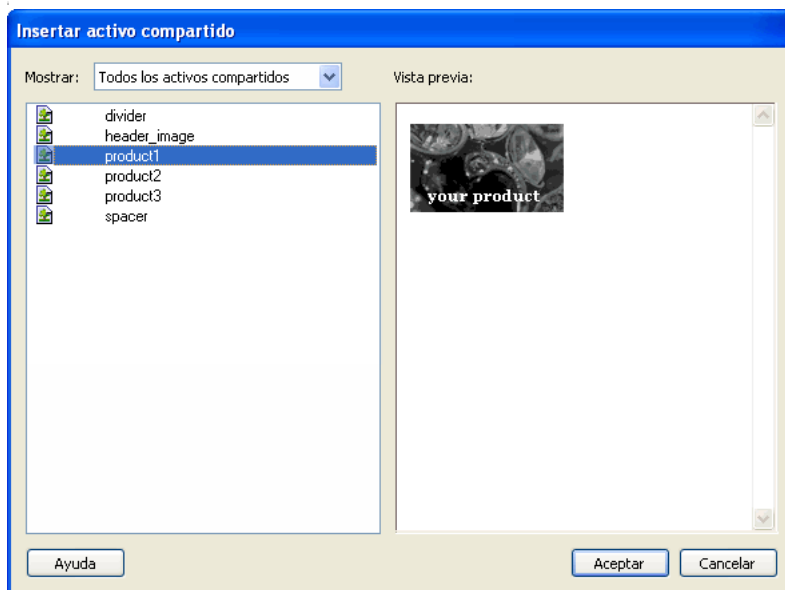 Insertar activo compartido
Mostrar: Todos los activos compartidos
Vista previa:
divider
header_image
product1
product2
product3
spacer
your product
Ayuda
Aceptar
Cancelar